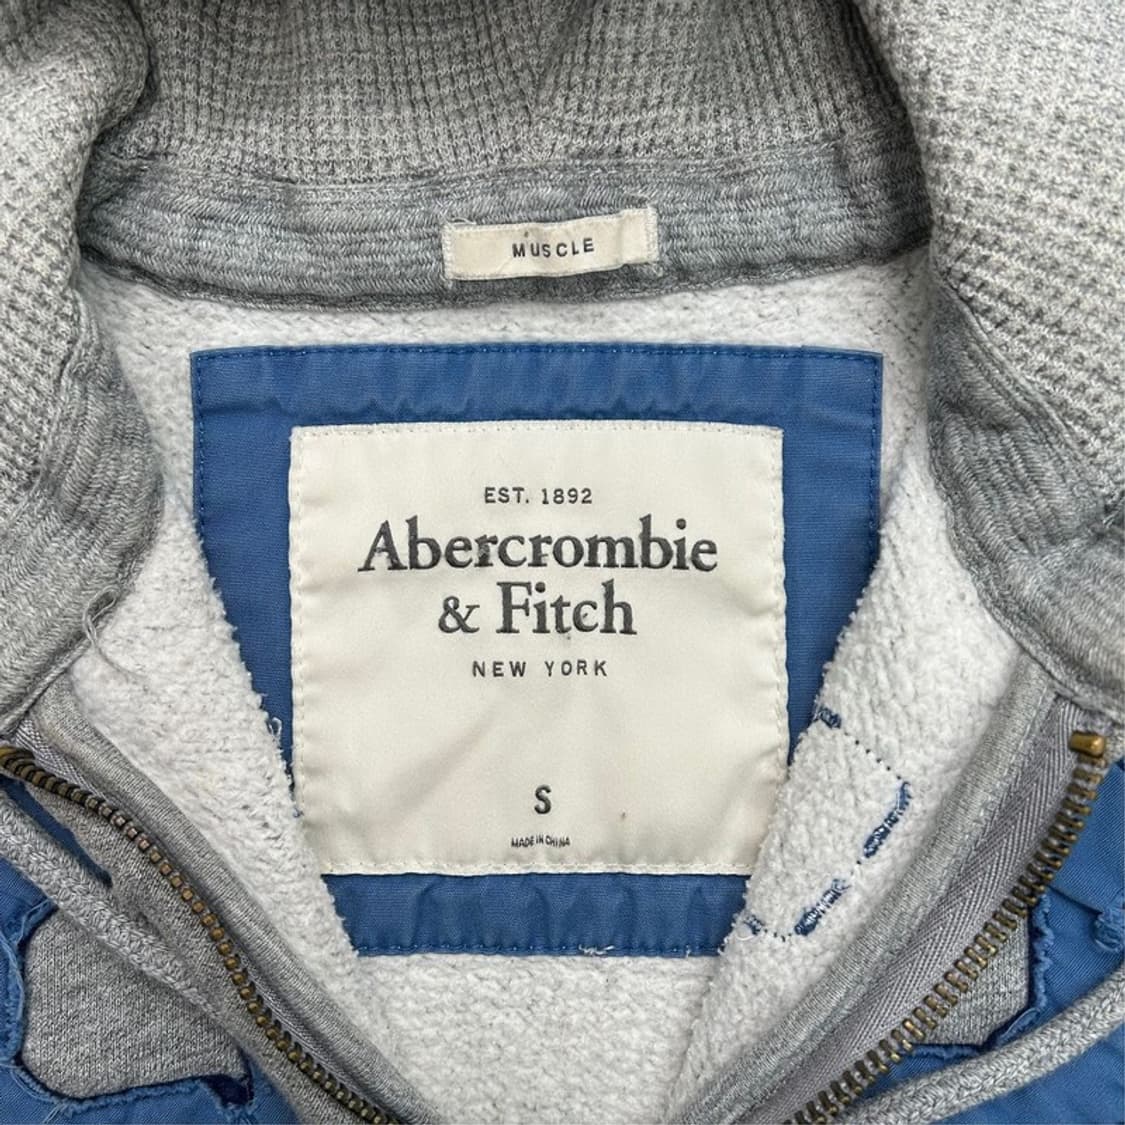 MUSCLE
EST. 1892
Abercrombie
& Fitch
NEW YORK
S
MADE IN CHINA